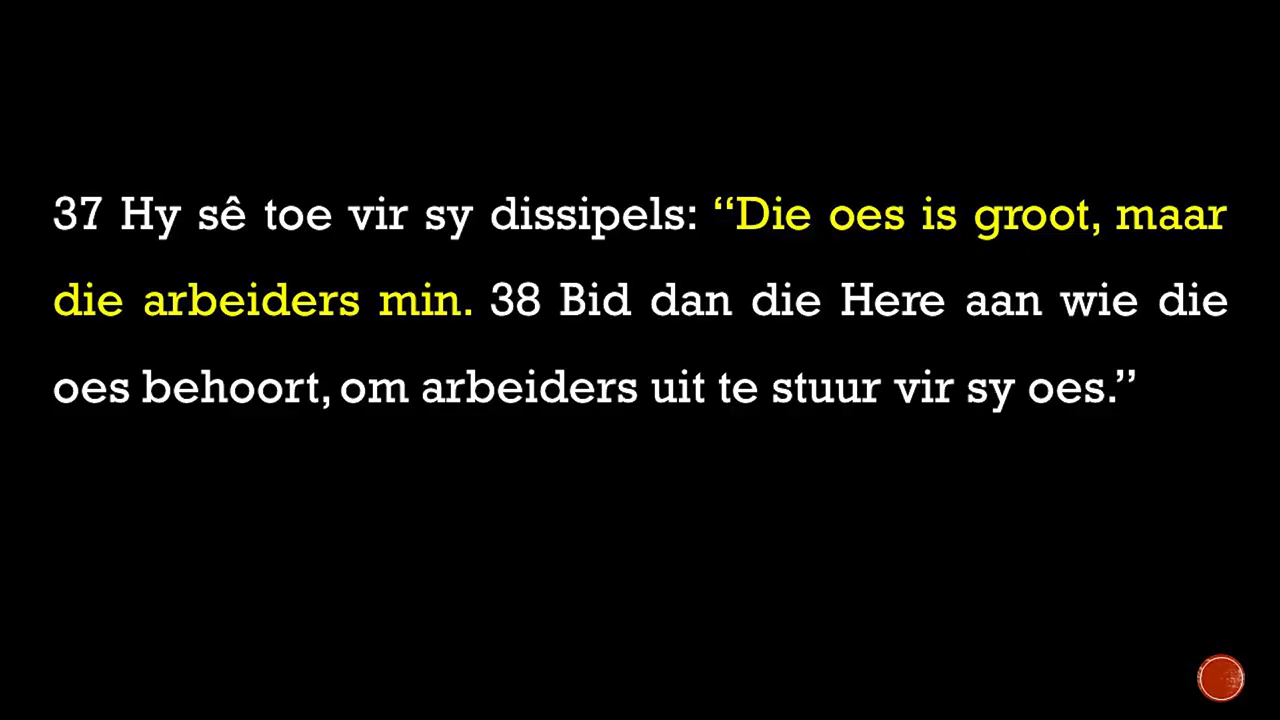 37 Hy sê toe vir sy dissipels: “Die oes is groot, maar
die arbeiders min. 38 Bid dan die Here aan wie die
oes behoort, om arbeiders uit te stuur vir sy oes.”